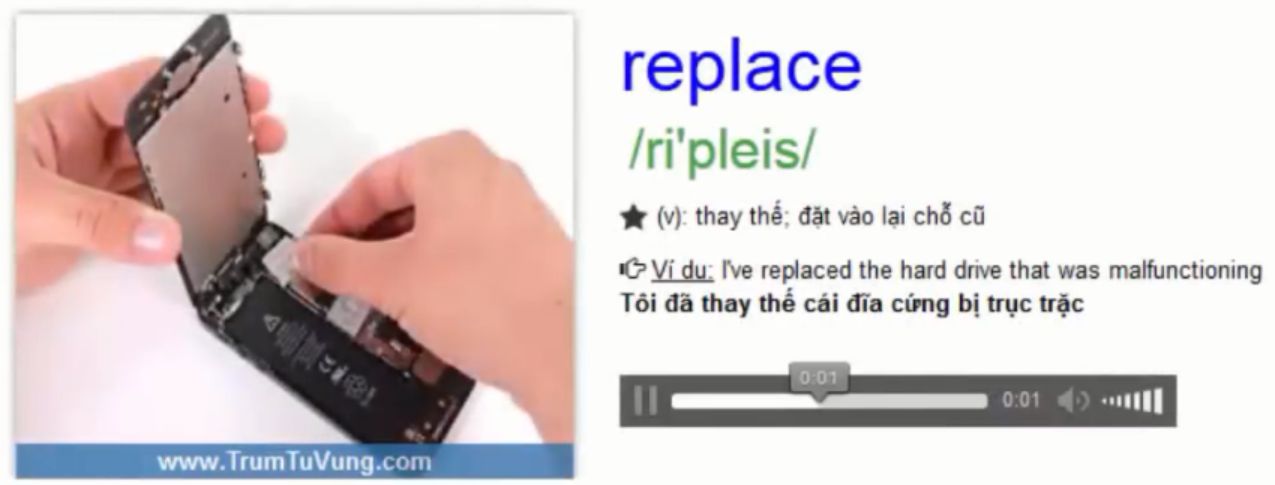 replace
/ri'pleis/
★ (v): thay thế; đặt vào lại chỗ cũ
Ví du: I've replaced the hard drive that was malfunctioning
Tôi đã thay thế cái đĩa cứng bị trục trặc
0:01
0:01
www.TrumTuVung.com